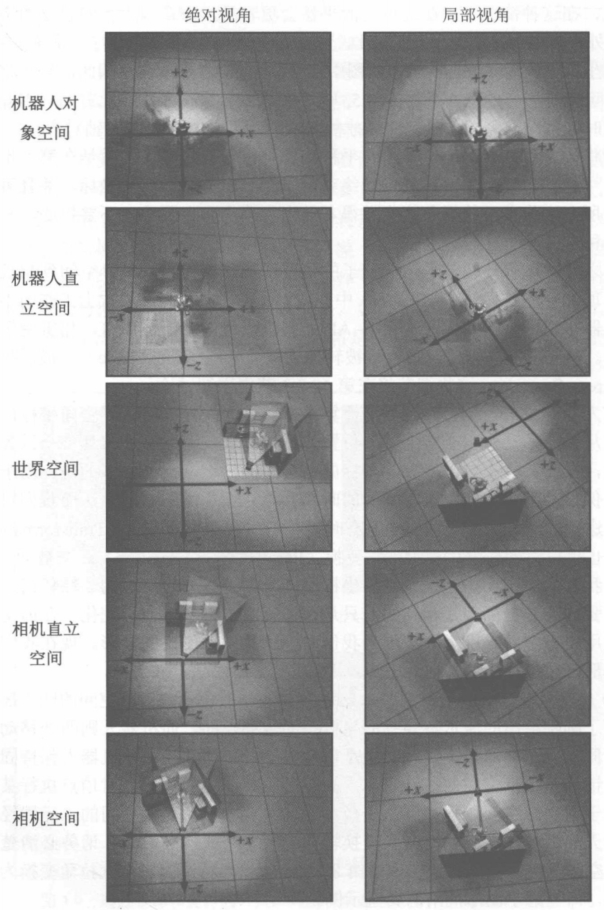 绝对视角
局部视角
机器人对
象空间
+z
+x
-z
+z
-x
+x
-z
机器人直
立空间
+z
-x
+x
-z
+z
+x
-x
-z
世界空间
+z
+x
+x
+z
相机直立
空间
-z
-z
-x
+x
相机空间
+x
-z
+x
-x